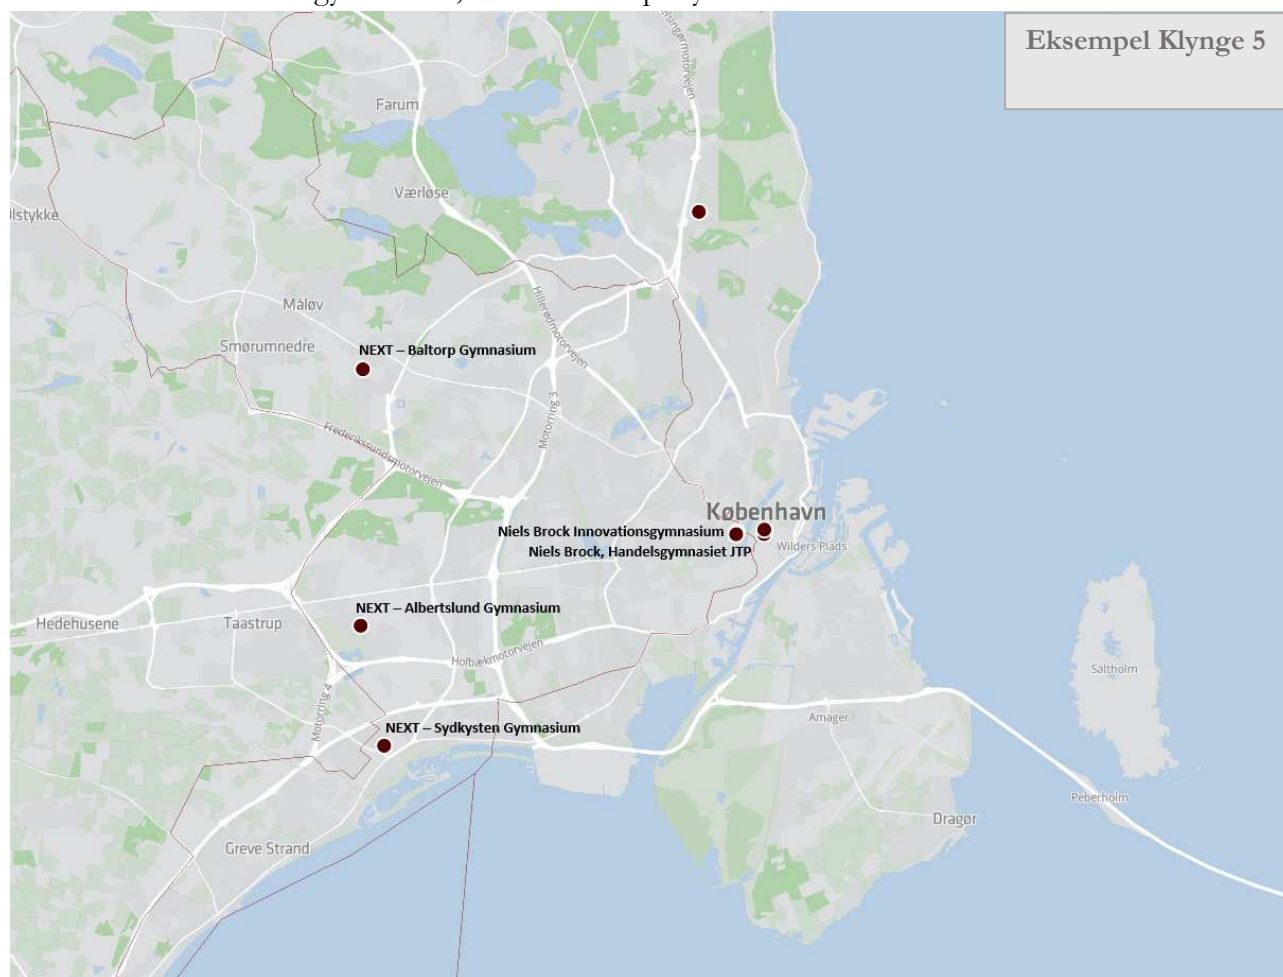 Eksempel Klynge 5
Farum
Værløse
Måløv
Smørumnedre
Hillerødmotorvejen
NEXT – Baltorp Gymnasium
Motorring 3
Frederikssundsmotorvejen
København
Niels Brock Innovationsgymnasium
Niels Brock, Handelsgymnasiet JTP
Wilders Plads
NEXT – Albertslund Gymnasium
Hedehusene
Taastrup
Holbækmotorvejen
Saltholm
Motorring 4
Amager
NEXT – Sydkysten Gymnasium
Peberholm
Dragør
Greve Strand